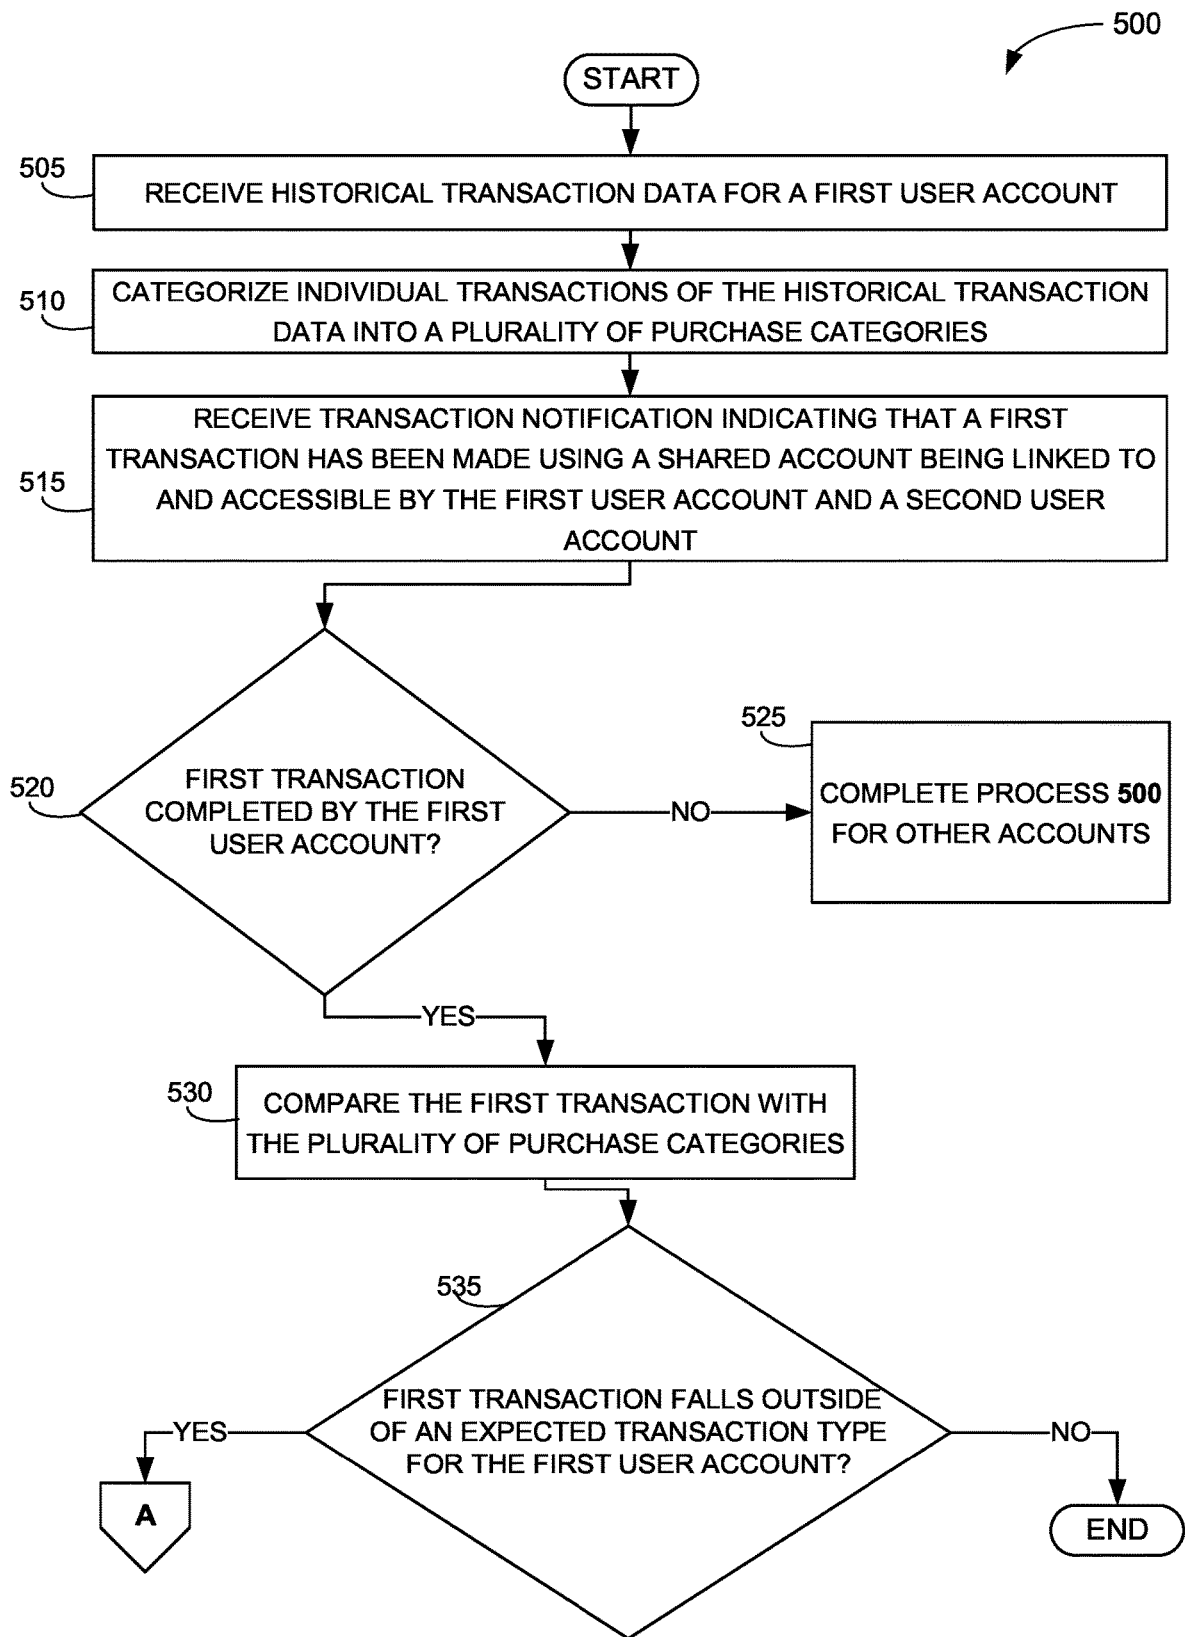 500
START
505
RECEIVE HISTORICAL TRANSACTION DATA FOR A FIRST USER ACCOUNT
510
CATEGORIZE INDIVIDUAL TRANSACTIONS OF THE HISTORICAL TRANSACTION
DATA INTO A PLURALITY OF PURCHASE CATEGORIES
515
RECEIVE TRANSACTION NOTIFICATION INDICATING THAT A FIRST
TRANSACTION HAS BEEN MADE USING A SHARED ACCOUNT BEING LINKED TO
AND ACCESSIBLE BY THE FIRST USER ACCOUNT AND A SECOND USER
ACCOUNT
520
FIRST TRANSACTION
COMPLETED BY THE FIRST
USER ACCOUNT?
NO
525
COMPLETE PROCESS 500
FOR OTHER ACCOUNTS
YES
530
COMPARE THE FIRST TRANSACTION WITH
THE PLURALITY OF PURCHASE CATEGORIES
535
FIRST TRANSACTION FALLS OUTSIDE
OF AN EXPECTED TRANSACTION TYPE
FOR THE FIRST USER ACCOUNT?
YES
NO
A
END